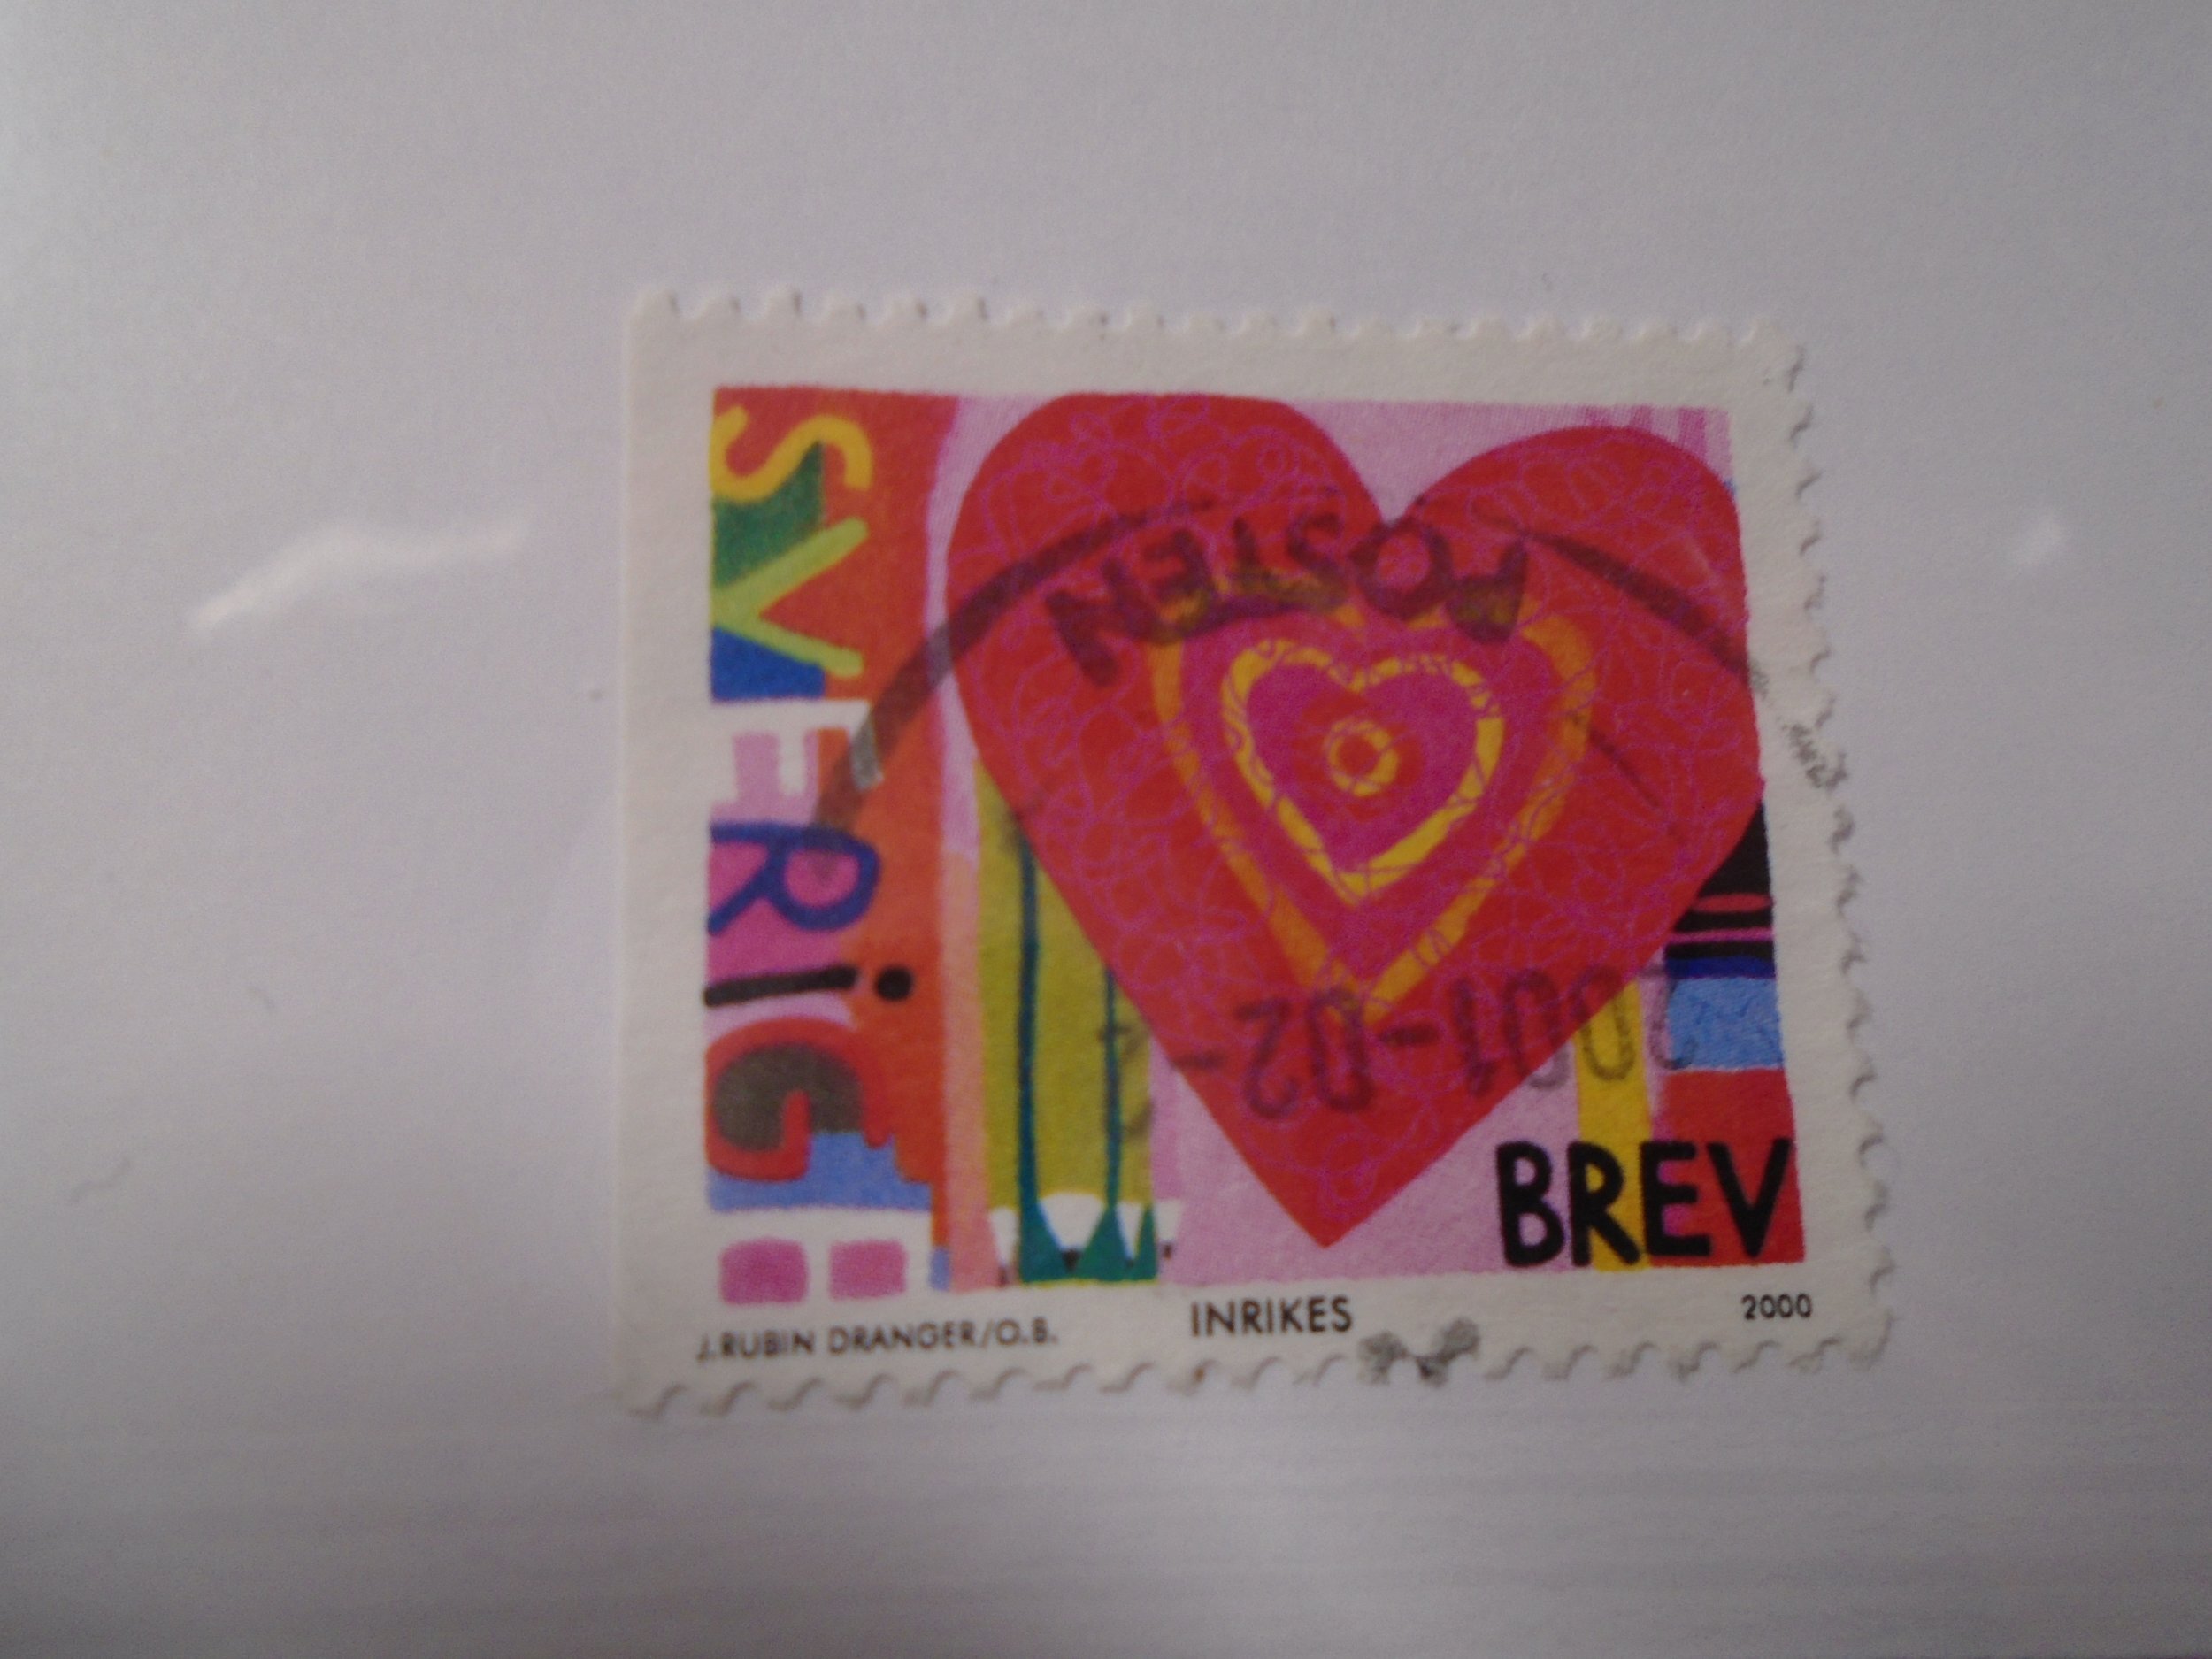 SVERiGE
POSTEN
2001-02-
BREV
J.RUBIN DRANGER/O.B. INRIKES 2000